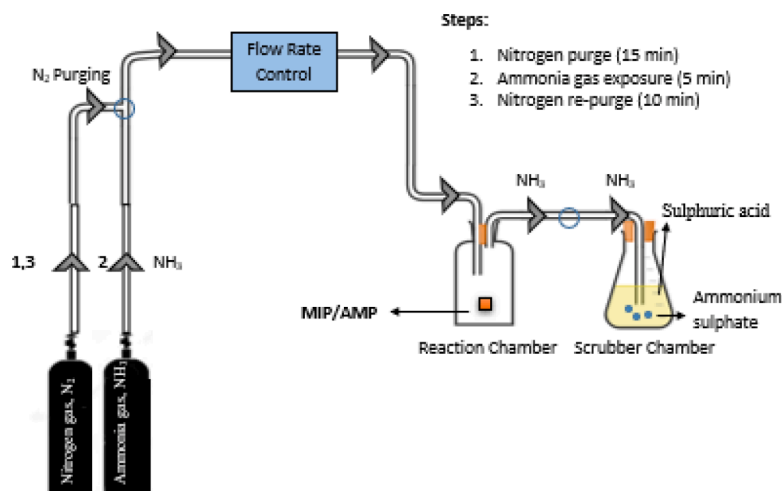 Steps:
1. Nitrogen purge (15 min)
2. Ammonia gas exposure (5 min)
3. Nitrogen re-purge (10 min)
Flow Rate
Control
N₂ Purging
NH₃
NH₃
Sulphuric acid
1,3
2
NH₃
MIP/AMP
Ammonium
sulphate
Reaction Chamber
Scrubber Chamber
Nitrogen gas, N₂
Ammonia gas, NH₃